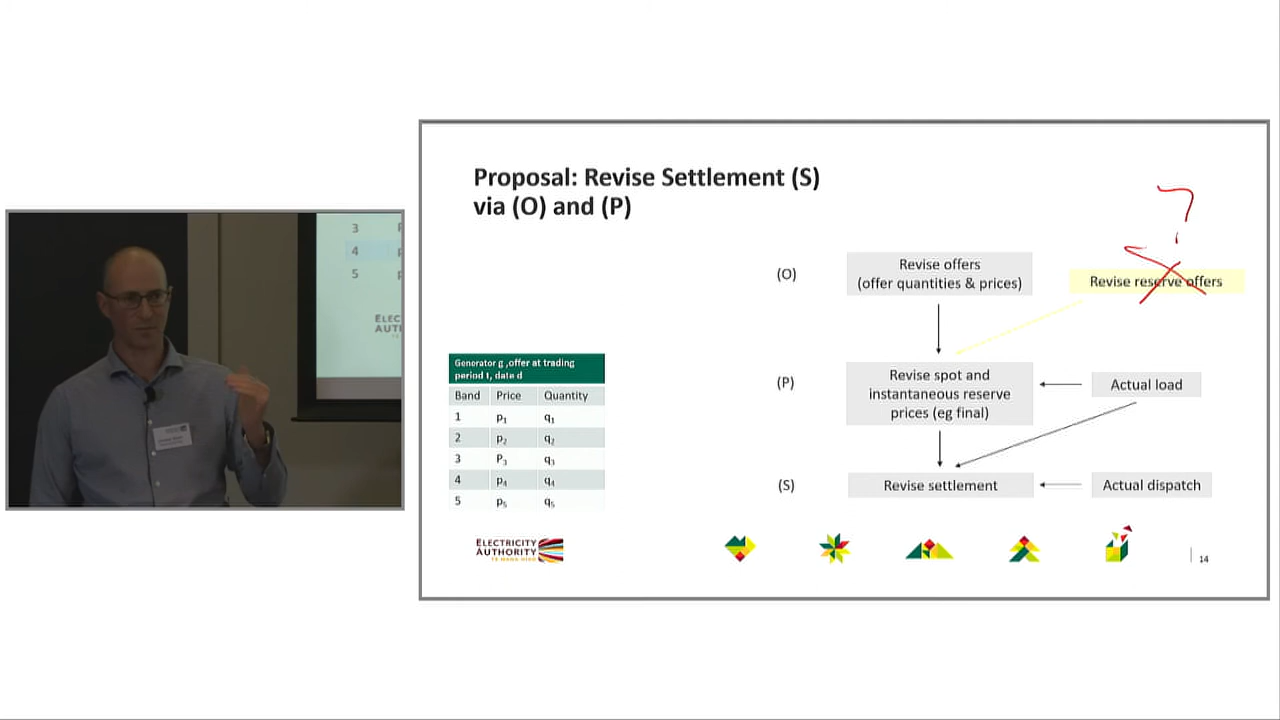 3
4
5
ELEC
AUTI
Proposal: Revise Settlement (S)
via (O) and (P)
?
(O)
Revise offers
(offer quantities & prices)
Revise reserve offers
(P)
Revise spot and
instantaneous reserve
prices (eg final)
Actual load
(S)
Revise settlement
Actual dispatch
Generator g ,offer at trading
period t, date d
Band Price Quantity
1 p₁ q₁
2 p₂ q₂
3 P₃ q₃
4 p₄ q₄
5 p₅ q₅
ELECTRICITY
AUTHORITY
TE MANA HIKO
14